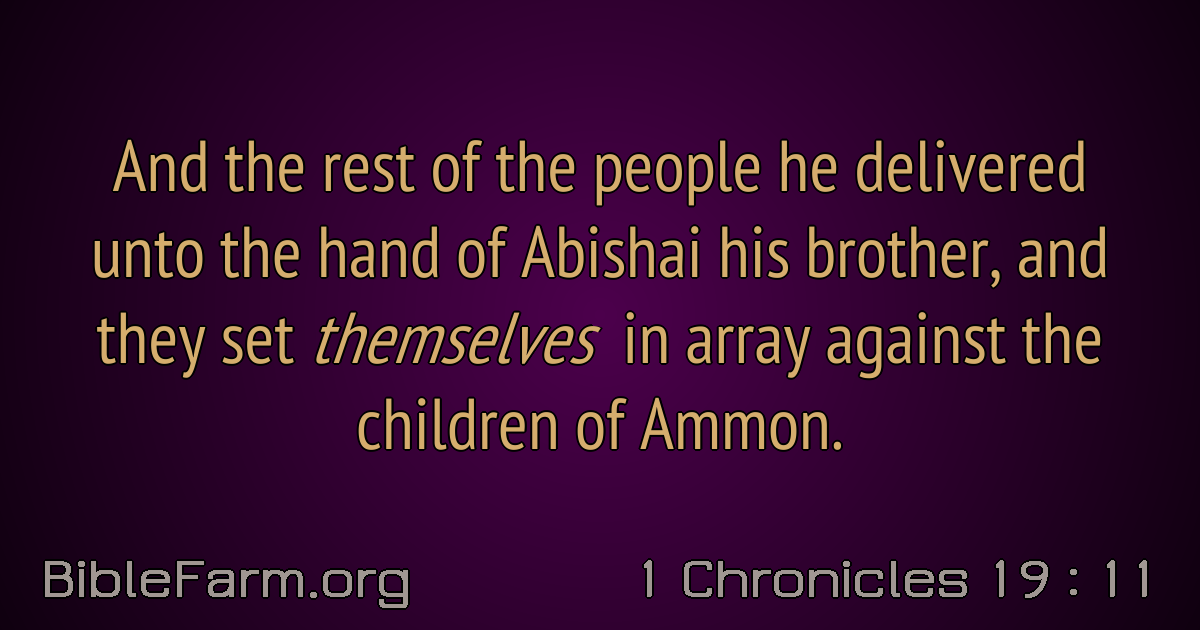 And the rest of the people he delivered
unto the hand of Abishai his brother, and
they set themselves in array against the
children of Ammon.
BibleFarm.org
1 Chronicles 19 : 11